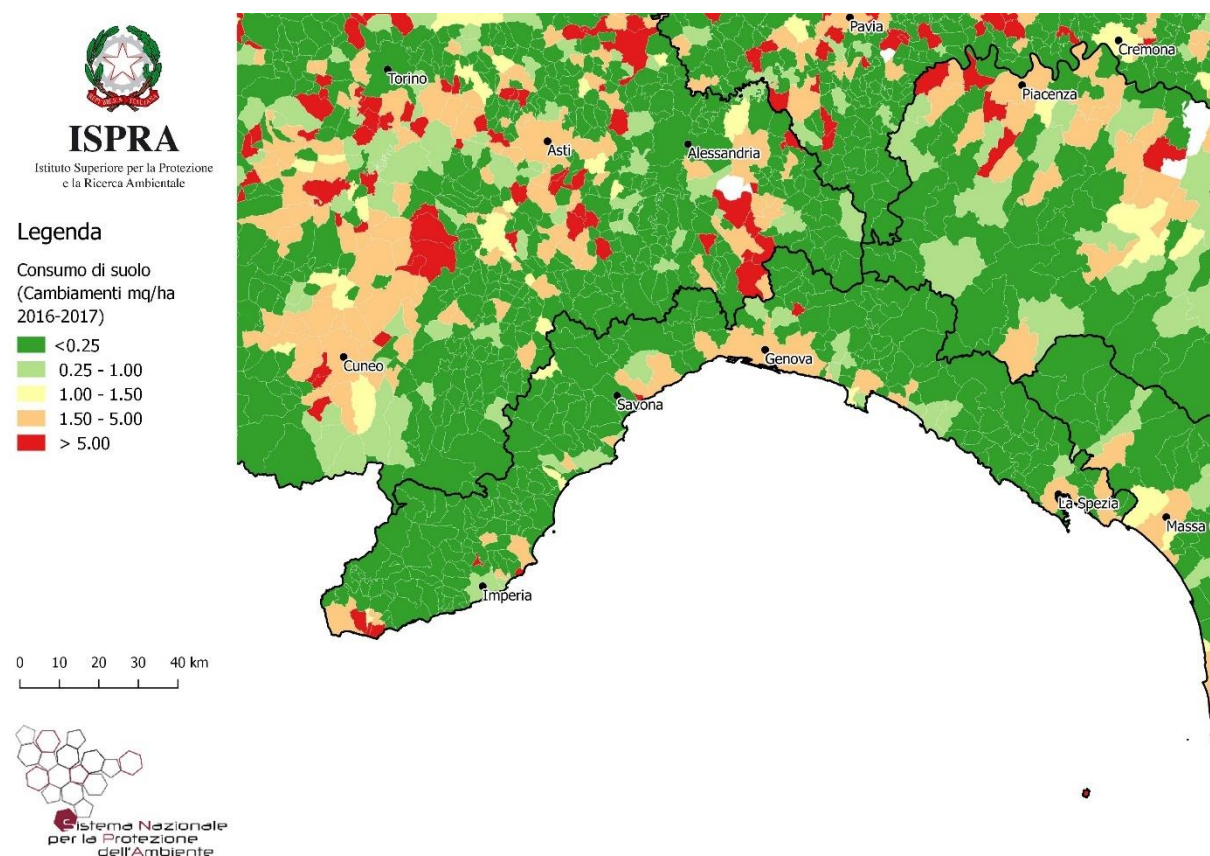 ISPRA
Istituto Superiore per la Protezione
e la Ricerca Ambientale
Legenda
Consumo di suolo
(Cambiamenti mq/ha
2016-2017)
<0.25
0.25 - 1.00
1.00 - 1.50
1.50 - 5.00
> 5.00
0 10 20 30 40 km
Sistema Nazionale
per la Protezione
dell'Ambiente
Pavia
Cremona
Torino
Piacenza
Asti
Alessandria
Genova
Cuneo
Savona
La Spezia
Massa
Imperia